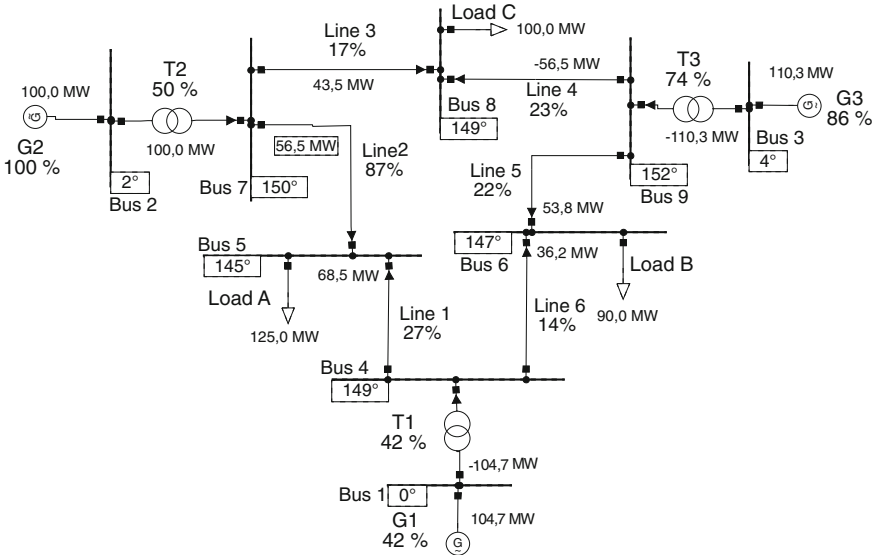 Load C
100,0 MW
Line 3
17%
43,5 MW
-56,5 MW
Line 4
23%
Bus 8
149°
T2
50 %
100,0 MW
100,0 MW
G2
100 %
2°
Bus 2
Bus 7
150°
56,5 MW
Line2
87%
T3
74 %
-110,3 MW
110,3 MW
G3
86 %
Bus 3
4°
152°
Bus 9
Line 5
22%
53,8 MW
Bus 5
145°
68,5 MW
Load A
125,0 MW
147°
Bus 6
36,2 MW
Load B
90,0 MW
Line 1
27%
Line 6
14%
Bus 4
149°
T1
42 %
-104,7 MW
Bus 1
0°
G1
42 %
104,7 MW
G
~
G
~
G
~